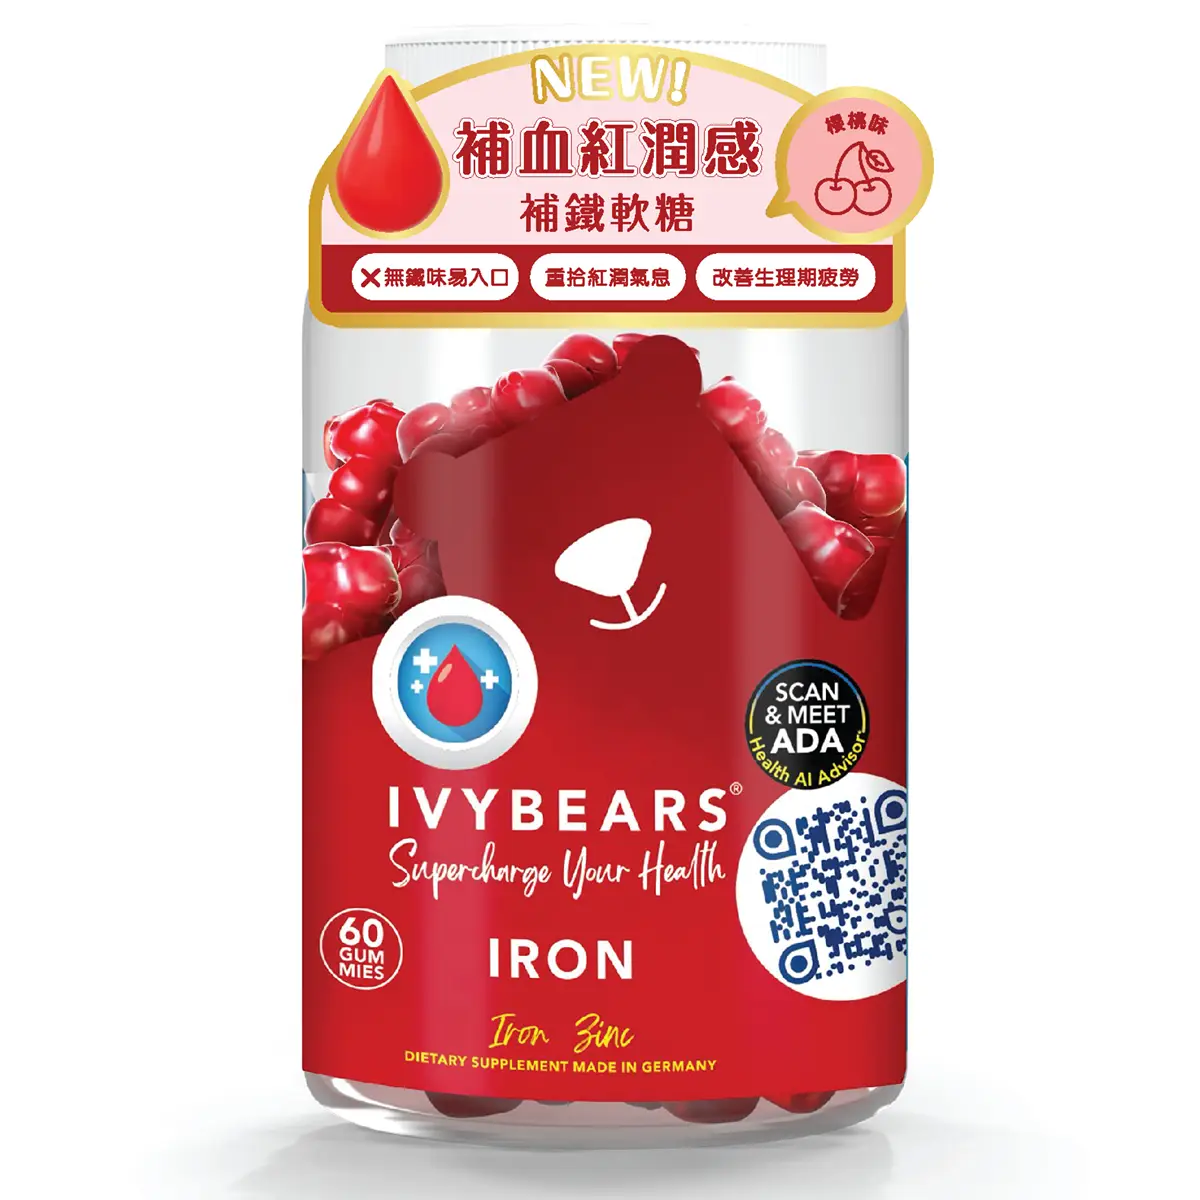 NEW!
補血紅潤感
櫻桃味
補鐵軟糖
無鐵味易入口
重拾紅潤氣息
改善生理期疲勞
SCAN
& MEET
ADA
Health AI Advisor
IVYBEARS®
Supercharge Your Health
60
GUM
MIES
IRON
Iron Zinc
DIETARY SUPPLEMENT MADE IN GERMANY